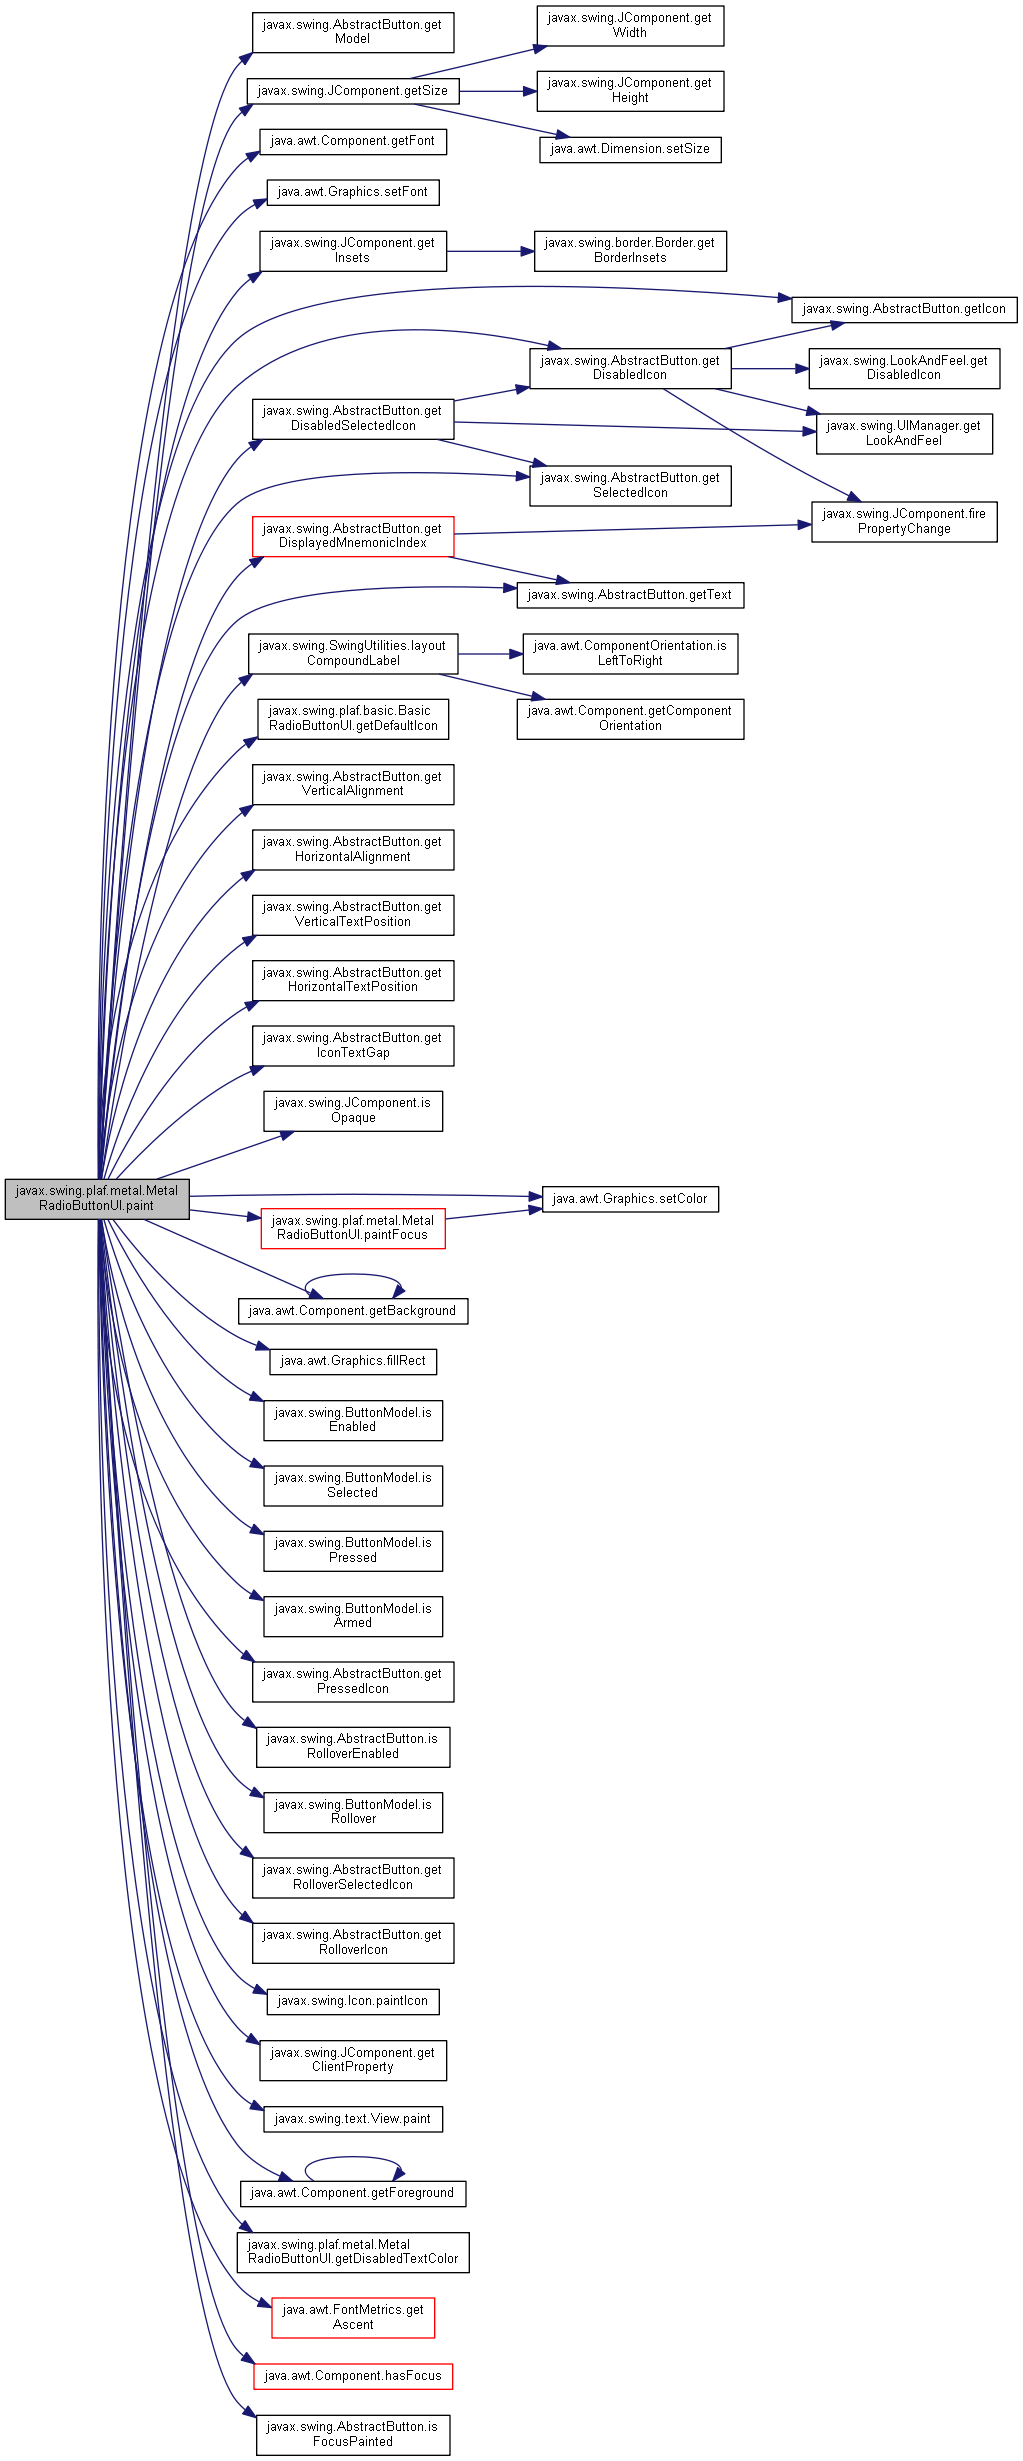 javax.swing.AbstractButton.get
Model
javax.swing.JComponent.getSize
javax.swing.JComponent.get
Width
javax.swing.JComponent.get
Height
java.awt.Dimension.setSize
java.awt.Component.getFont
java.awt.Graphics.setFont
javax.swing.JComponent.get
Insets
javax.swing.border.Border.get
BorderInsets
javax.swing.AbstractButton.getIcon
javax.swing.AbstractButton.get
DisabledIcon
javax.swing.LookAndFeel.get
DisabledIcon
javax.swing.AbstractButton.get
DisabledSelectedIcon
javax.swing.UIManager.get
LookAndFeel
javax.swing.AbstractButton.get
SelectedIcon
javax.swing.JComponent.fire
PropertyChange
javax.swing.AbstractButton.get
DisplayedMnemonicIndex
javax.swing.AbstractButton.getText
javax.swing.SwingUtilities.layout
CompoundLabel
java.awt.ComponentOrientation.is
LeftToRight
java.awt.Component.getComponent
Orientation
javax.swing.plaf.basic.Basic
RadioButtonUI.getDefaultIcon
javax.swing.AbstractButton.get
VerticalAlignment
javax.swing.AbstractButton.get
HorizontalAlignment
javax.swing.AbstractButton.get
VerticalTextPosition
javax.swing.AbstractButton.get
HorizontalTextPosition
javax.swing.AbstractButton.get
IconTextGap
javax.swing.JComponent.is
Opaque
javax.swing.plaf.metal.Metal
RadioButtonUI.paint
java.awt.Graphics.setColor
javax.swing.plaf.metal.Metal
RadioButtonUI.paintFocus
java.awt.Component.getBackground
java.awt.Graphics.fillRect
javax.swing.ButtonModel.is
Enabled
javax.swing.ButtonModel.is
Selected
javax.swing.ButtonModel.is
Pressed
javax.swing.ButtonModel.is
Armed
javax.swing.AbstractButton.get
PressedIcon
javax.swing.AbstractButton.is
RolloverEnabled
javax.swing.ButtonModel.is
Rollover
javax.swing.AbstractButton.get
RolloverSelectedIcon
javax.swing.AbstractButton.get
RolloverIcon
javax.swing.Icon.paintIcon
javax.swing.JComponent.get
ClientProperty
javax.swing.text.View.paint
java.awt.Component.getForeground
javax.swing.plaf.metal.Metal
RadioButtonUI.getDisabledTextColor
java.awt.FontMetrics.get
Ascent
java.awt.Component.hasFocus
javax.swing.AbstractButton.is
FocusPainted